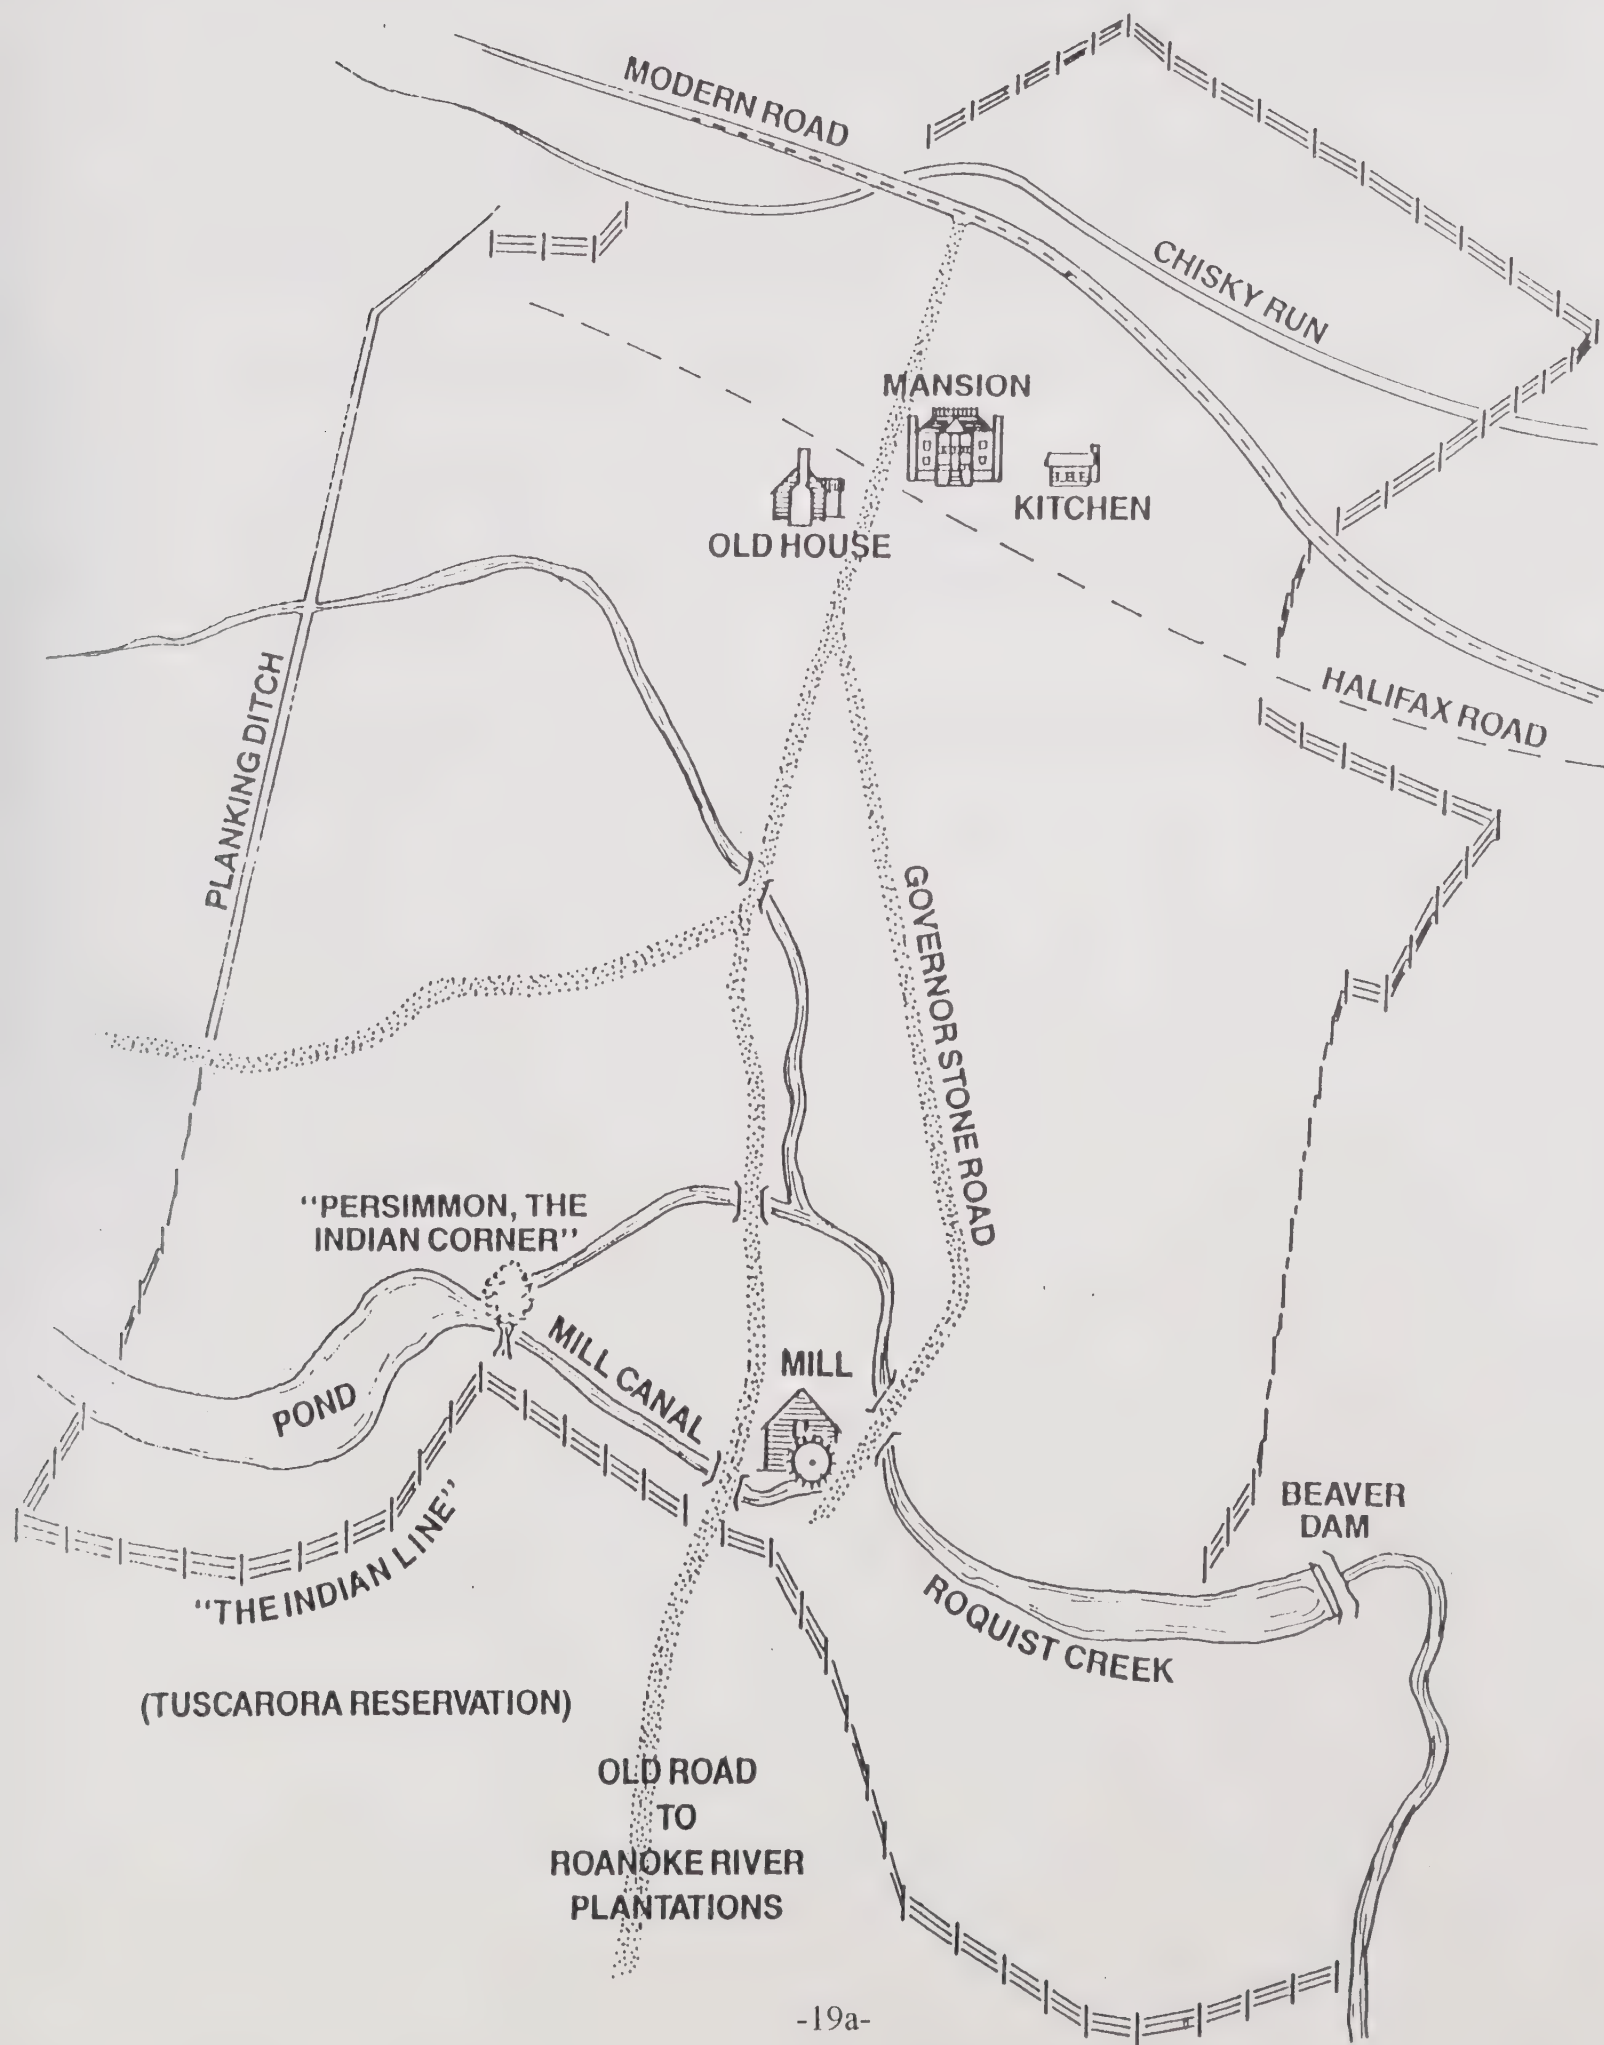 MODERN ROAD
CHISKY RUN
MANSION
KITCHEN
OLD HOUSE
HALIFAX ROAD
PLANKING DITCH
GOVERNOR STONE ROAD
"PERSIMMON, THE
INDIAN CORNER"
MILL CANAL
MILL
POND
"THE INDIAN LINE"
BEAVER
DAM
ROQUIST CREEK
(TUSCARORA RESERVATION)
OLD ROAD
TO
ROANOKE RIVER
PLANTATIONS
-19a-